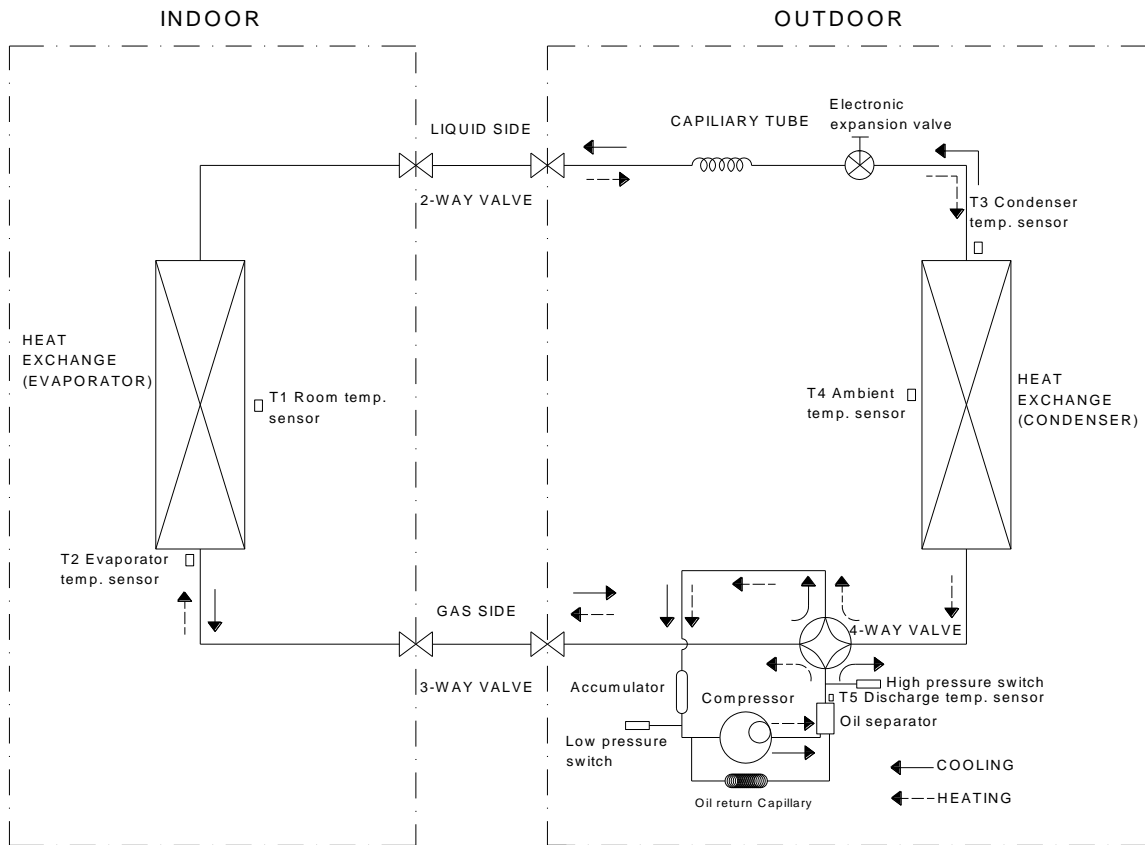 INDOOR
OUTDOOR
LIQUID SIDE
2-WAY VALVE
CAPILIARY TUBE
Electronic
expansion valve
T3 Condenser
temp. sensor
HEAT
EXCHANGE
(EVAPORATOR)
T1 Room temp.
sensor
T4 Ambient
temp. sensor
HEAT
EXCHANGE
(CONDENSER)
T2 Evaporator
temp. sensor
GAS SIDE
3-WAY VALVE
4-WAY VALVE
Accumulator
Compressor
High pressure switch
T5 Discharge temp. sensor
Oil separator
Low pressure
switch
Oil return Capillary
COOLING
HEATING